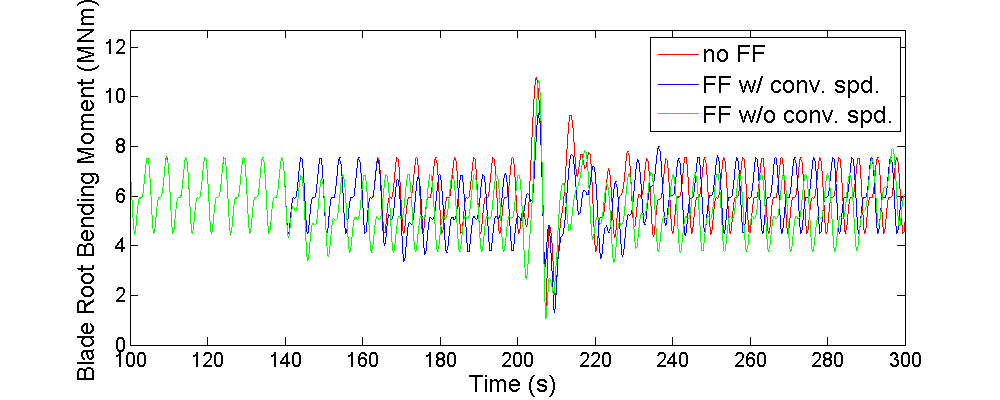 Blade Root Bending Moment (MNm)
12
10
8
6
4
2
0
no FF
FF w/ conv. spd.
FF w/o conv. spd.
100 120 140 160 180 200 220 240 260 280 300
Time (s)